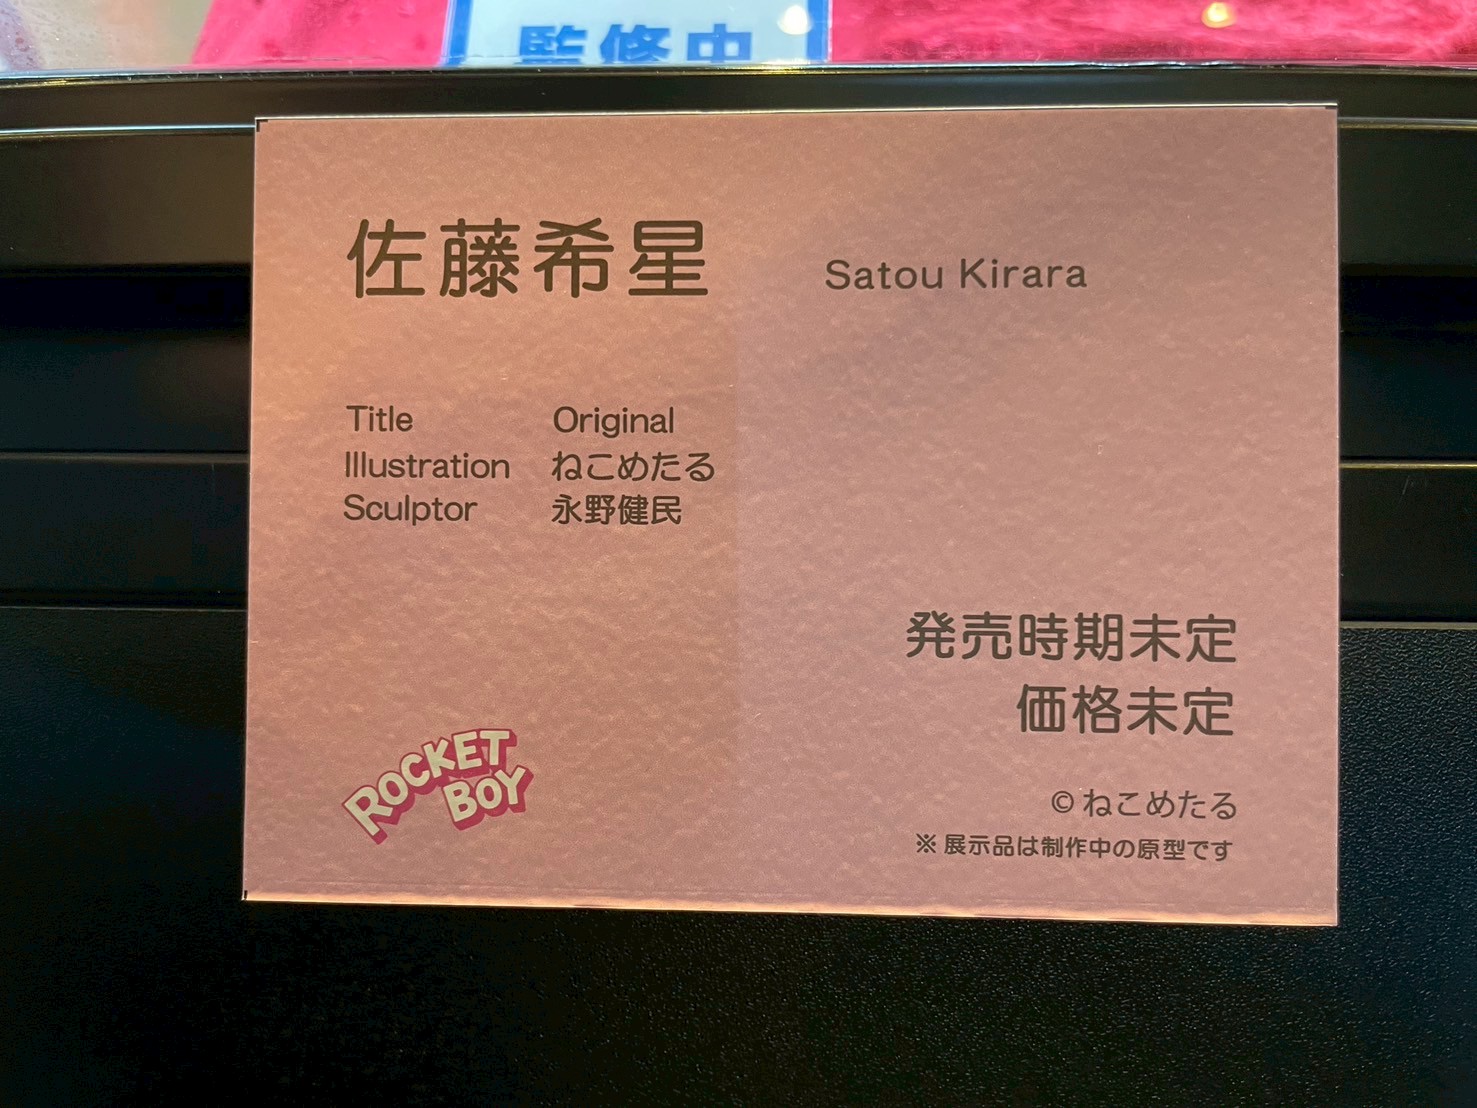 監修中
佐藤希星 Satou Kirara
Title Original
Illustration ねこめたる
Sculptor 永野健民
発売時期未定
価格未定
ROCKET
BOY
© ねこめたる
※ 展示品は制作中の原型です